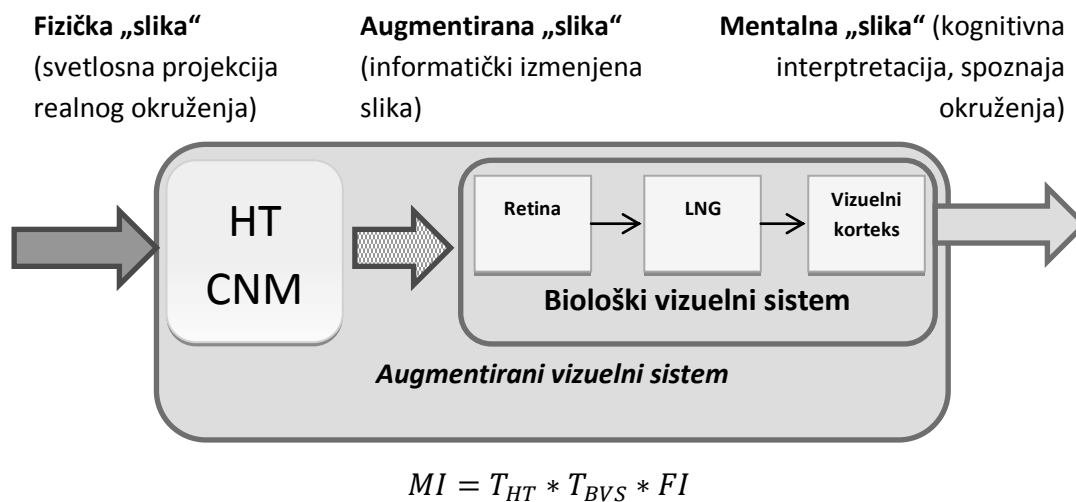 Fizička „slika“
(svetlosna projekcija
realnog okruženja)
Augmentirana „slika“
(informatički izmenjena
slika)
Mentalna „slika“ (kognitivna
interptretacija, spoznaja
okruženja)
HT
CNM
Retina
LNG
Vizuelni
korteks
Biološki vizuelni sistem
Augmentirani vizuelni sistem
MI = T_HT * T_BVS * FI